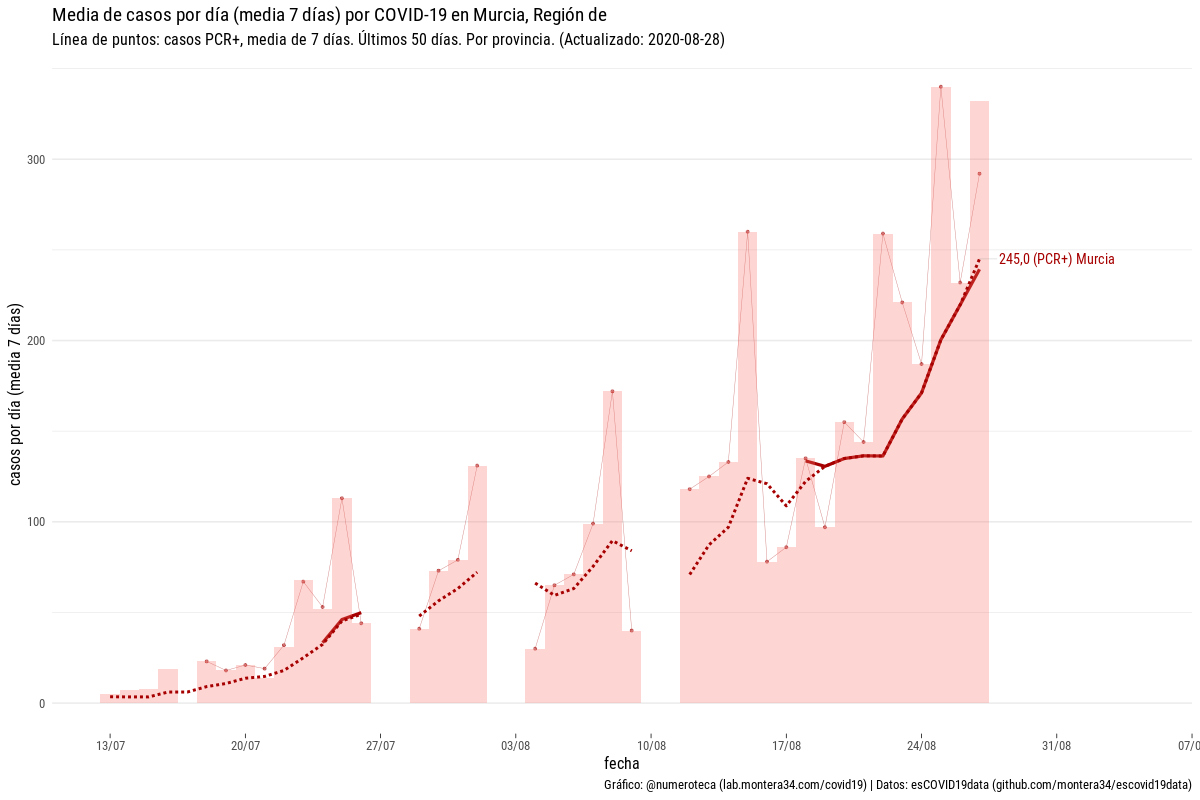 Media de casos por día (media 7 días) por COVID-19 en Murcia, Región de
Línea de puntos: casos PCR+, media de 7 días. Últimos 50 días. Por provincia. (Actualizado: 2020-08-28)
casos por día (media 7 días)
300
200
100
0
245,0 (PCR+) Murcia
13/07
20/07
27/07
03/08
10/08
17/08
24/08
31/08
07/0
fecha
Gráfico: @numeroteca (lab.montera34.com/covid19) | Datos: esCOVID19data (github.com/montera34/escovid19data)